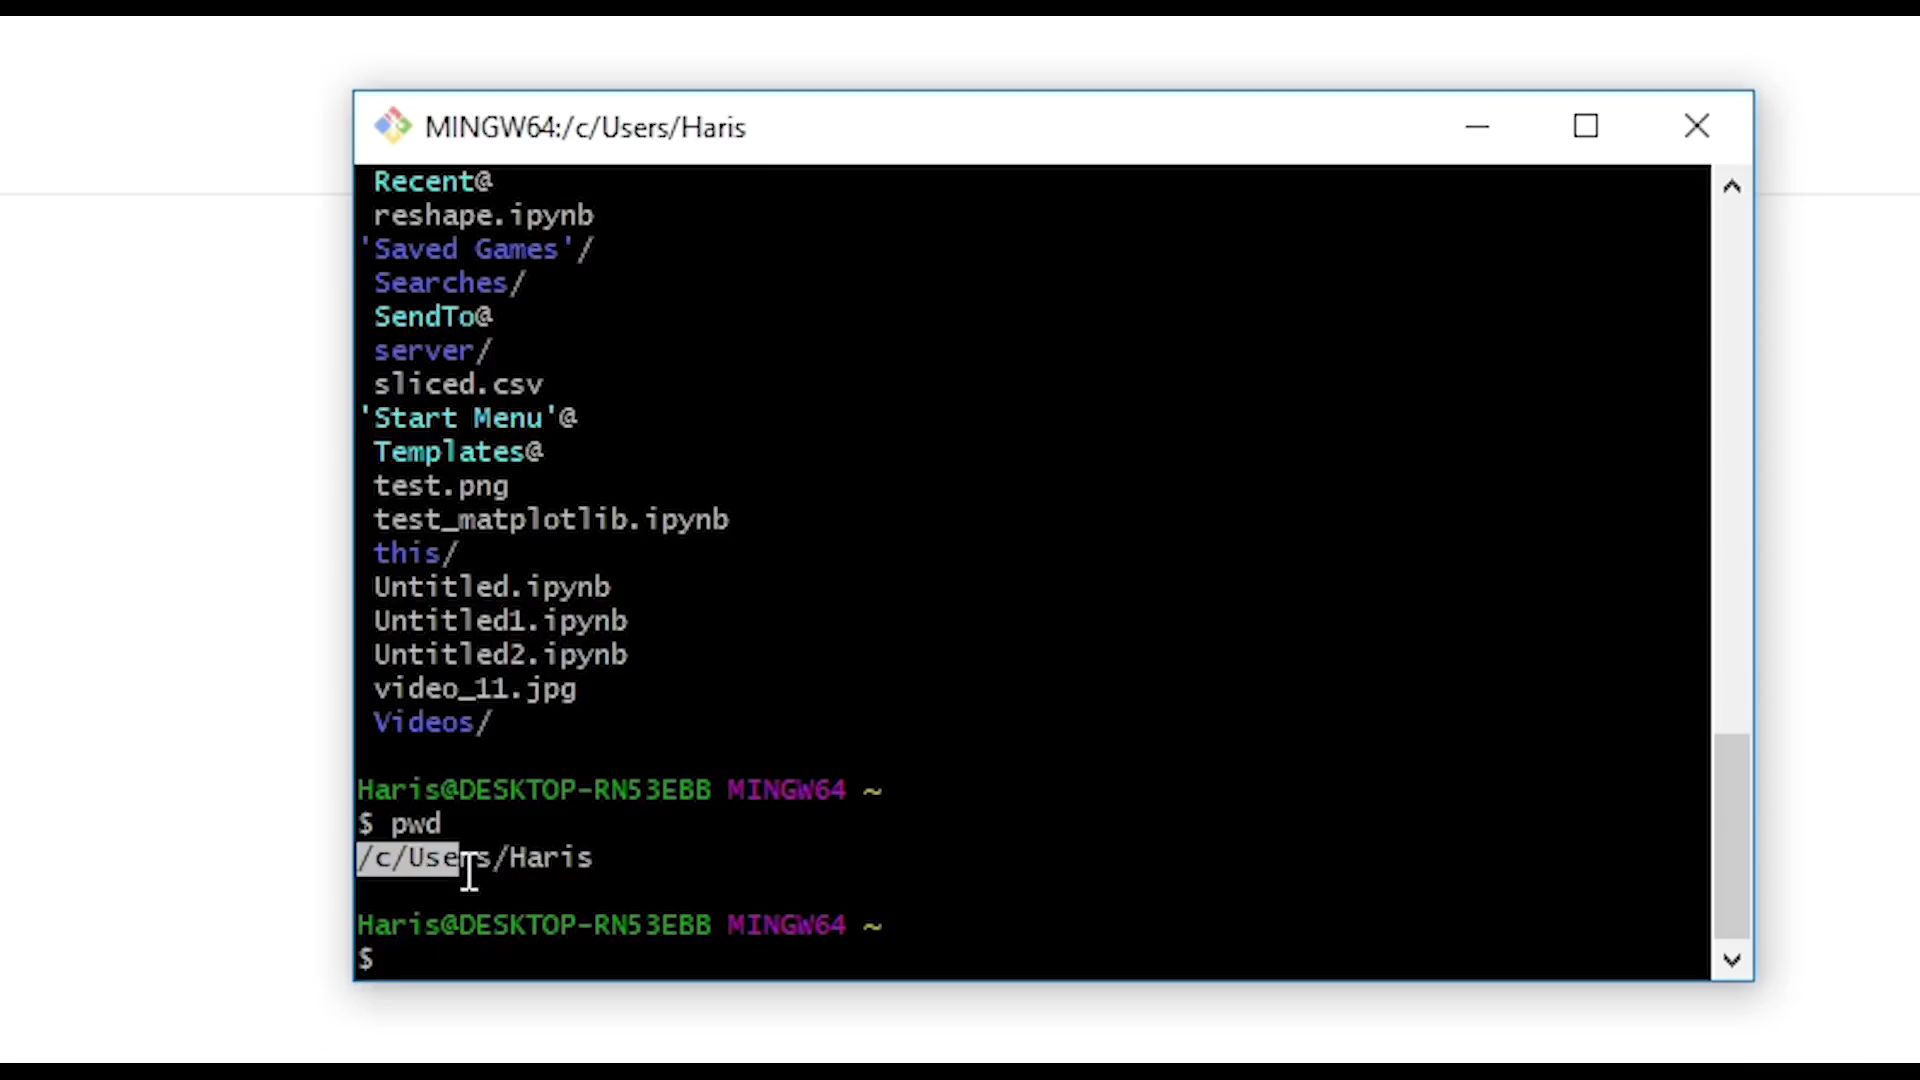 MINGW64:/c/Users/Haris
Recent@
reshape.ipynb
'Saved Games'/
Searches/
SendTo@
server/
sliced.csv
'Start Menu'@
Templates@
test.png
test_matplotlib.ipynb
this/
Untitled.ipynb
Untitled1.ipynb
Untitled2.ipynb
video_11.jpg
Videos/
Haris@DESKTOP-RN53EBB MINGW64 ~
$ pwd
/c/Users/Haris
Haris@DESKTOP-RN53EBB MINGW64 ~
$